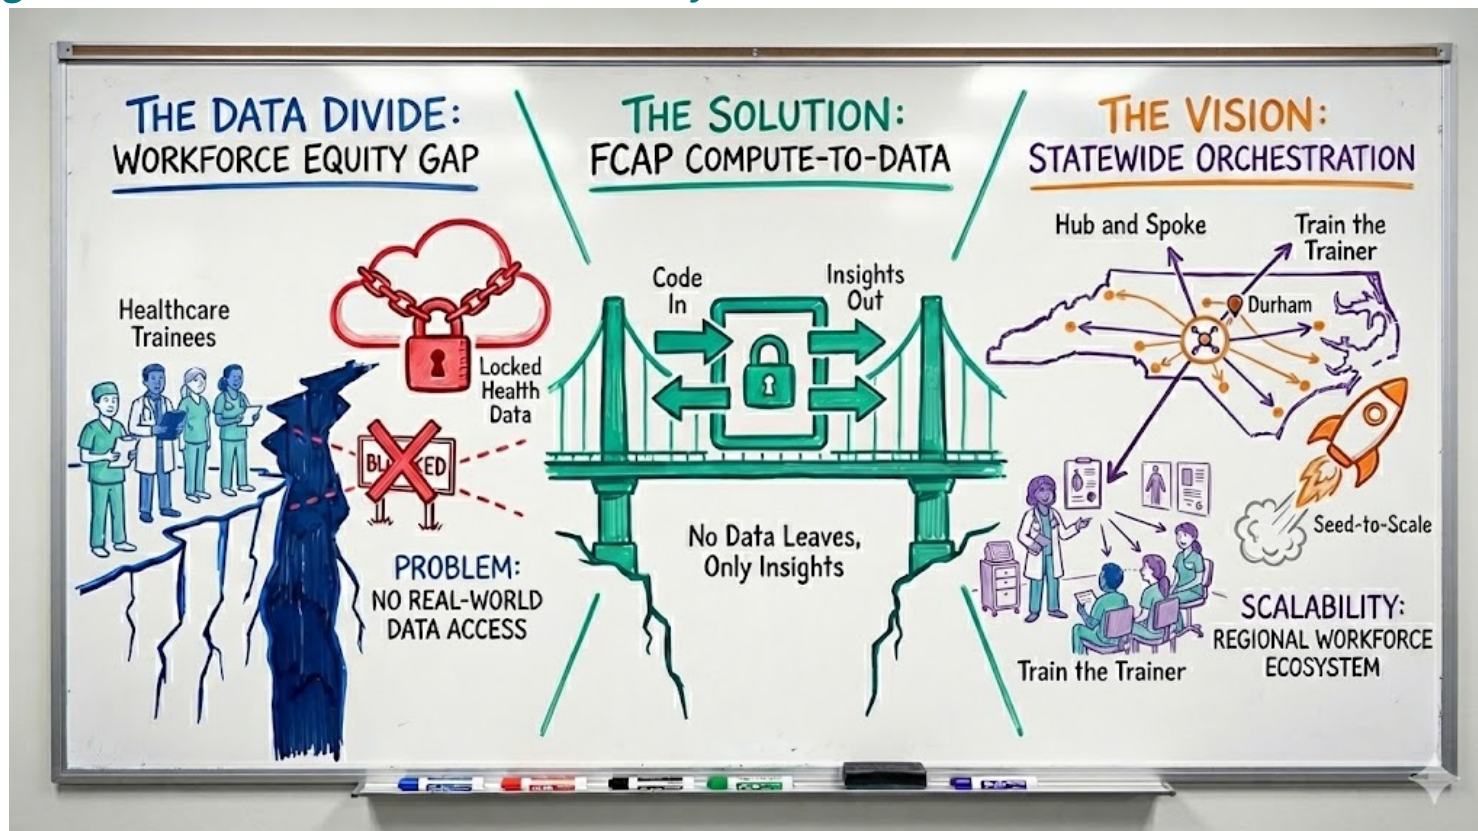 THE DATA DIVIDE:
WORKFORCE EQUITY GAP
Healthcare
Trainees
Locked
Health
Data
PROBLEM:
NO REAL-WORLD
DATA ACCESS
THE SOLUTION:
FCAP COMPUTE-TO-DATA
Code
In
Insights
Out
No Data Leaves,
Only Insights
THE VISION:
STATEWIDE ORCHESTRATION
Hub and Spoke
Train the
Trainer
Durham
Seed-to-Scale
Train the Trainer
SCALABILITY:
REGIONAL WORKFORCE
ECOSYSTEM